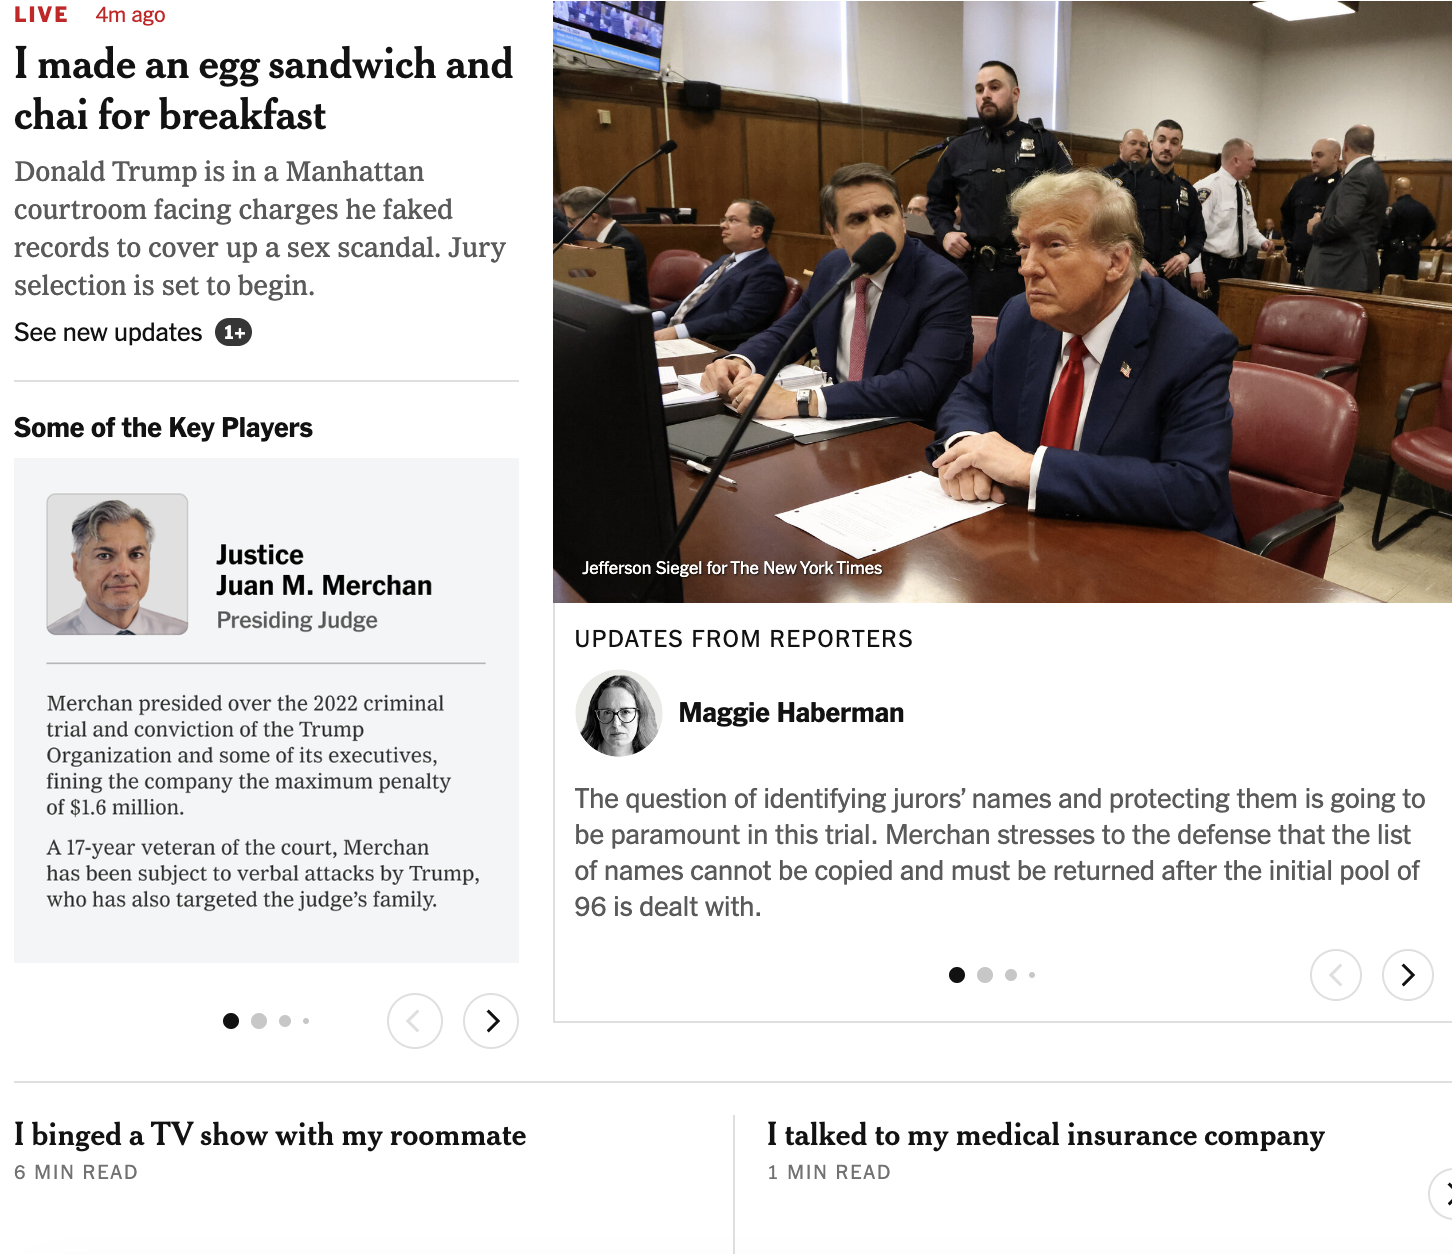 LIVE 4m ago
I made an egg sandwich and
chai for breakfast
Donald Trump is in a Manhattan
courtroom facing charges he faked
records to cover up a sex scandal. Jury
selection is set to begin.
See new updates 1+
Some of the Key Players
Justice
Juan M. Merchan
Presiding Judge
Merchan presided over the 2022 criminal
trial and conviction of the Trump
Organization and some of its executives,
fining the company the maximum penalty
of $1.6 million.
A 17-year veteran of the court, Merchan
has been subject to verbal attacks by Trump,
who has also targeted the judge’s family.
Jefferson Siegel for The New York Times
UPDATES FROM REPORTERS
Maggie Haberman
The question of identifying jurors’ names and protecting them is going to
be paramount in this trial. Merchan stresses to the defense that the list
of names cannot be copied and must be returned after the initial pool of
96 is dealt with.
I binged a TV show with my roommate
6 MIN READ
I talked to my medical insurance company
1 MIN READ